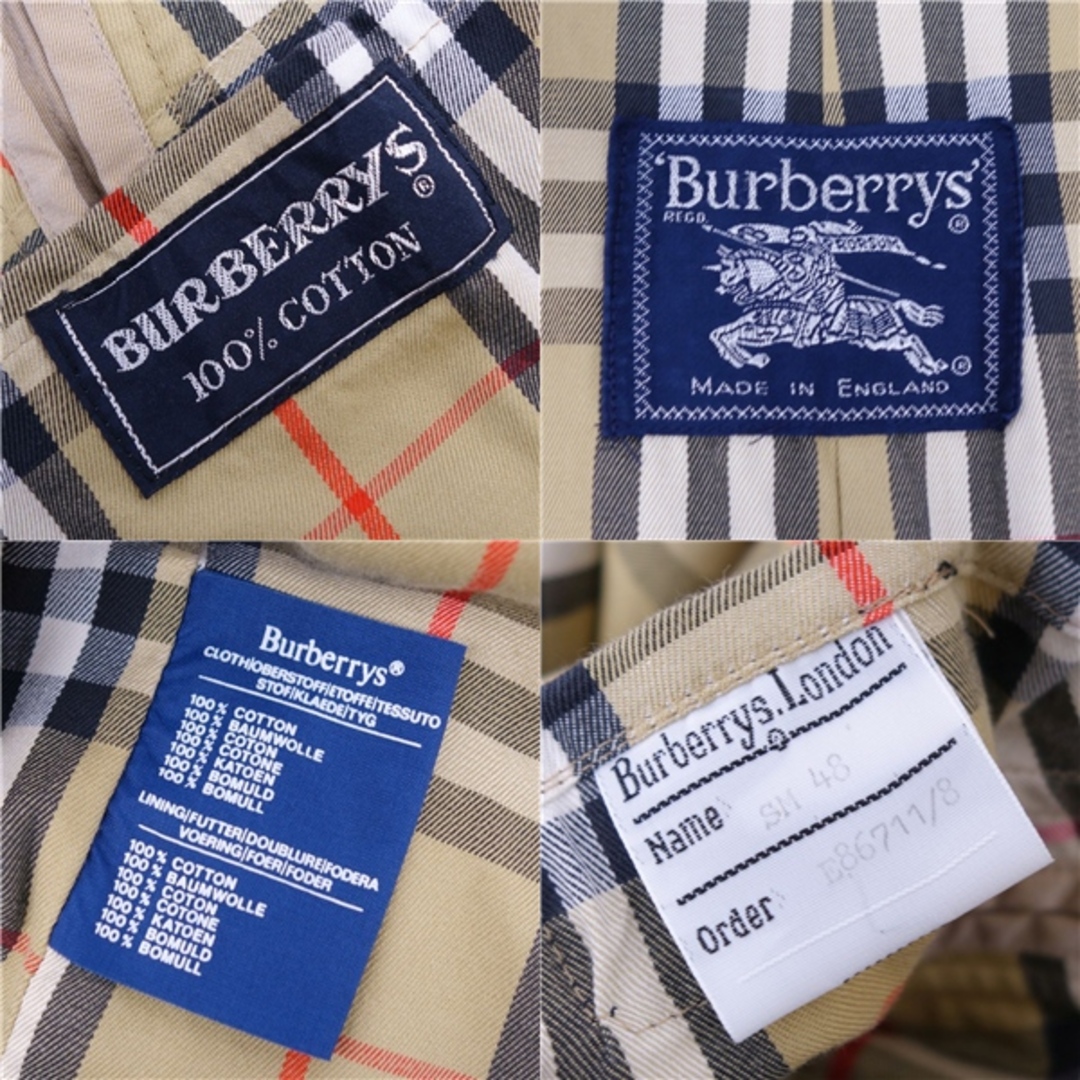 BURBERRYS®
100% COTTON
'Burberrys'®
REGD.
PRORSUM
®
MADE IN ENGLAND
Burberrys®
CLOTH/OBERSTOFF/ETOFFE/TESSUTO
STOF/KLAEDE/TYG
100% COTTON
100% BAUMWOLLE
100% COTON
100% COTONE
100% KATOEN
100% BOMULD
100% BOMULL
LINING/FUTTER/DOUBLURE/FODERA
VOERING/FOER/FODER
100% COTTON
100% BAUMWOLLE
100% COTON
100% COTONE
100% KATOEN
100% BOMULD
100% BOMULL
Burberrys.London
®
Name SM 48
E86711/8
Order